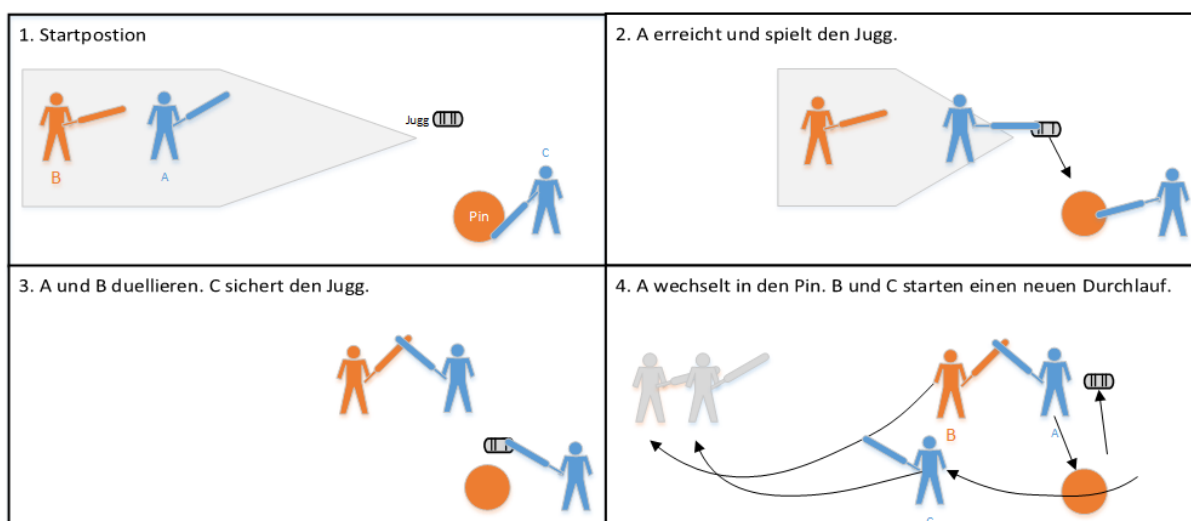 1. Startpostion
Jugg
B
A
C
Pin
2. A erreicht und spielt den Jugg.
3. A und B duellieren. C sichert den Jugg.
4. A wechselt in den Pin. B und C starten einen neuen Durchlauf.
B
A
C